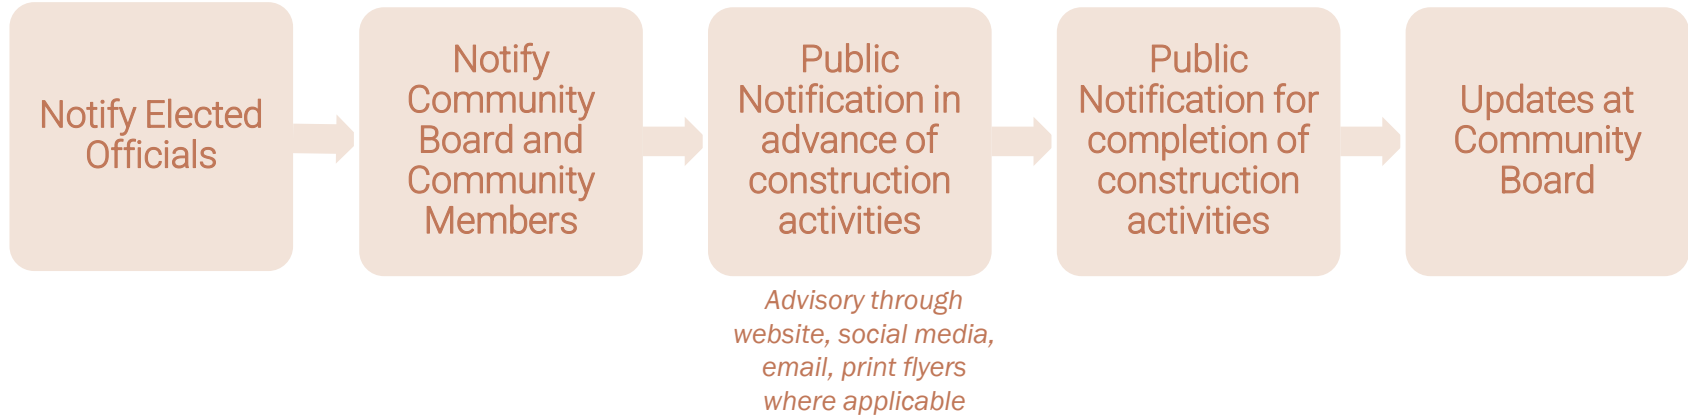 Notify Elected
Officials
Notify
Community
Board and
Community
Members
Public
Notification in
advance of
construction
activities
Advisory through
website, social media,
email, print flyers
where applicable
Public
Notification for
completion of
construction
activities
Updates at
Community
Board